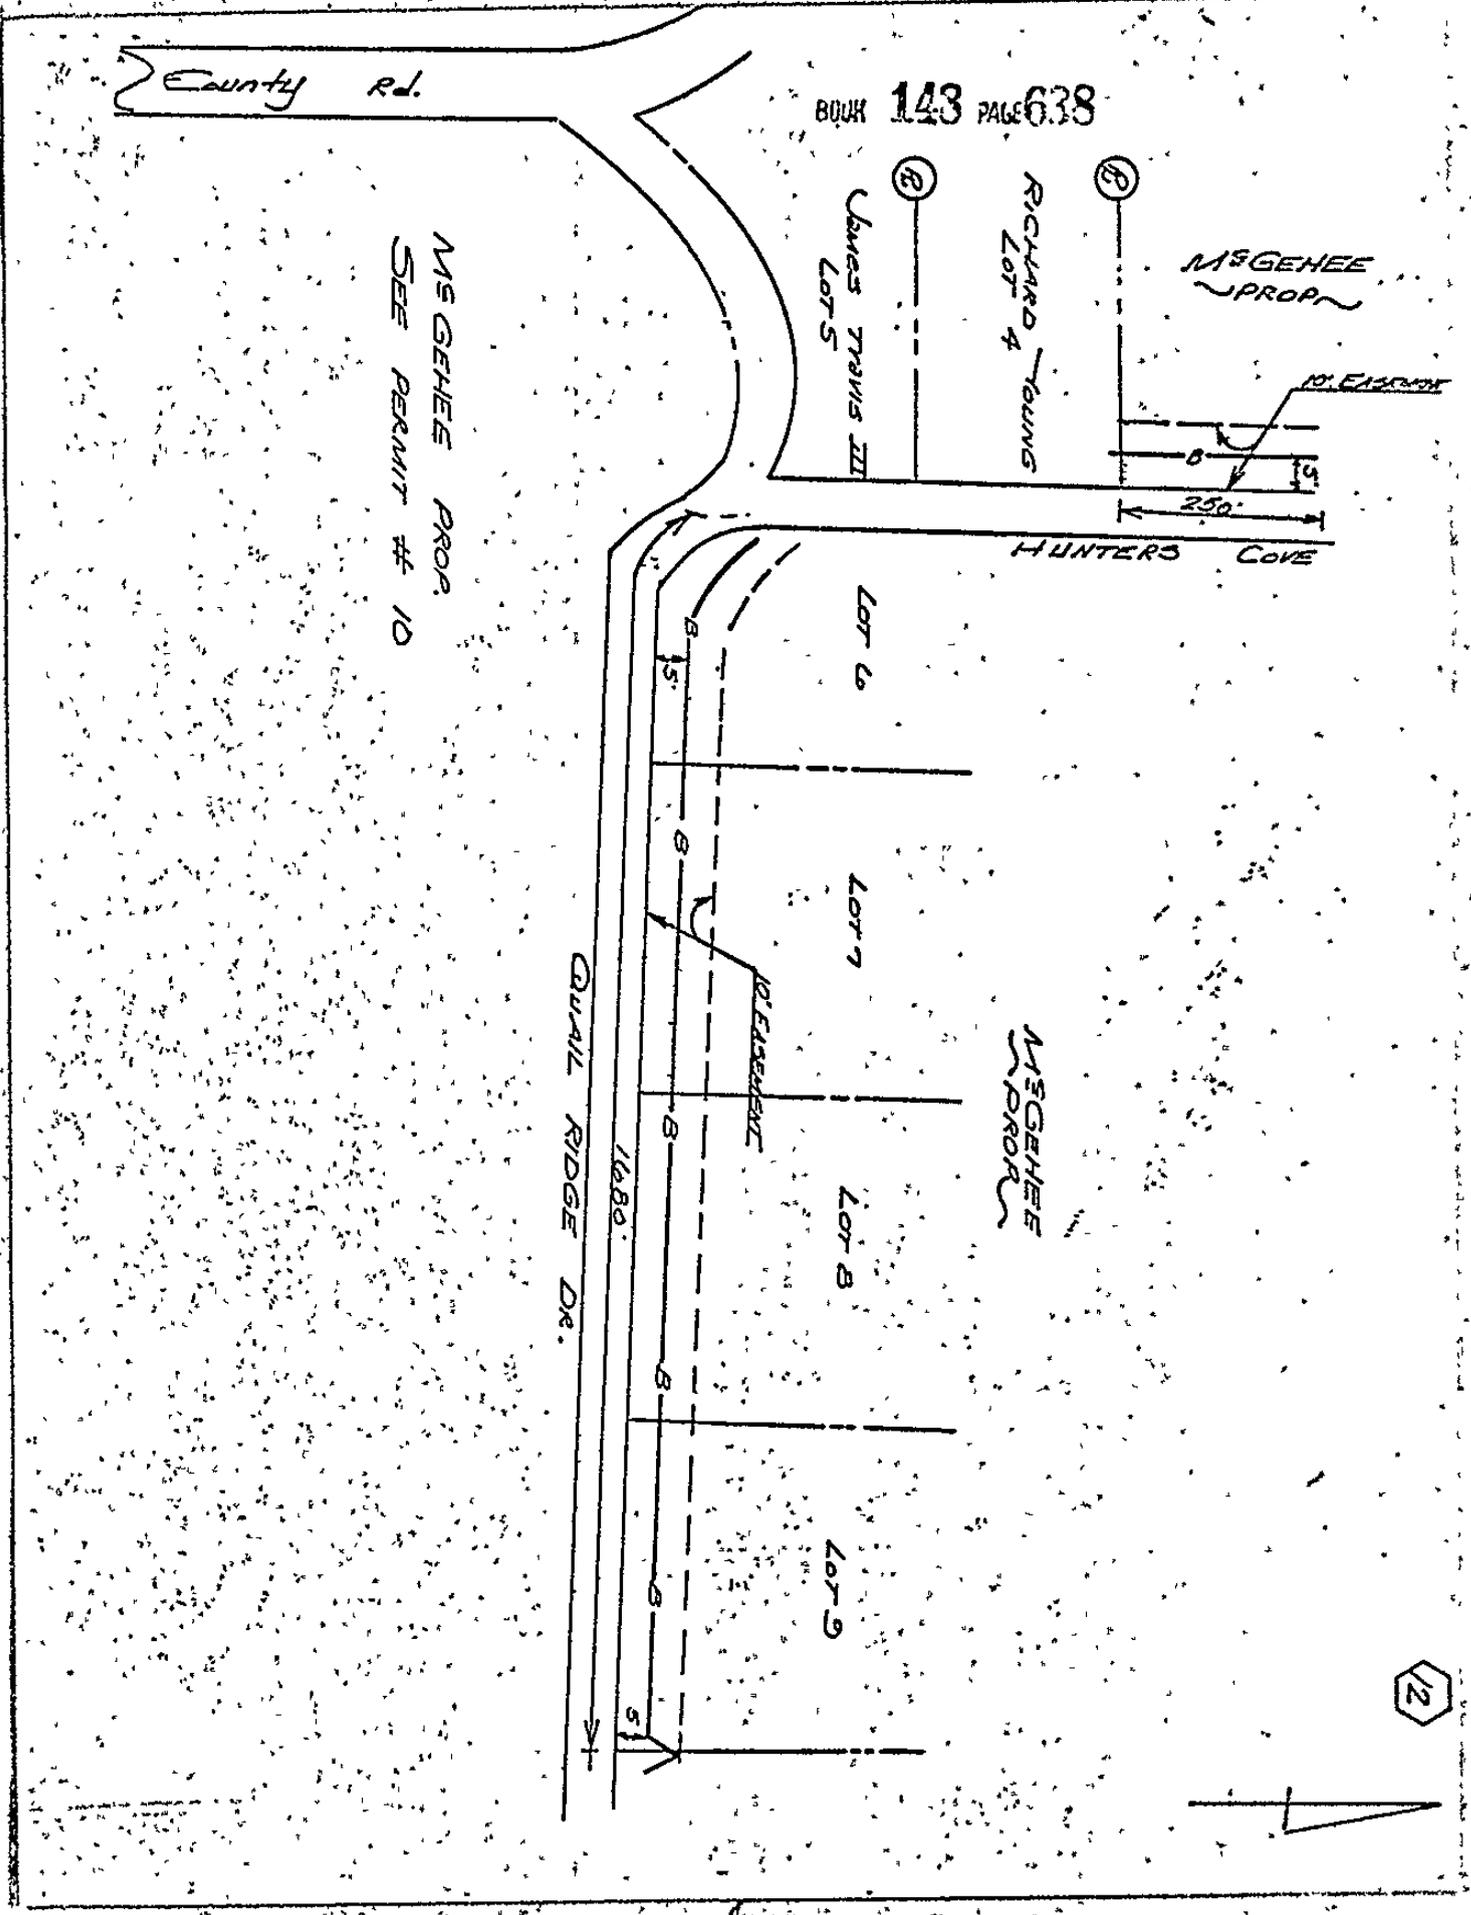 County Rd.
BOOK 143 PAGE 638
JAMES TRAVIS III
LOT 5
RICHARD YOUNG
LOT 4
McGEHEE
PROP
10' EASEMENT
B
5'
250'
HUNTERS COVE
McGEHEE PROP.
SEE PERMIT # 10
LOT 6
B
5'
B
LOT 7
10' EASEMENT
McGEHEE
PROP
QUAIL RIDGE DR.
1680'
B
LOT 8
B
LOT 9
B
5'
12